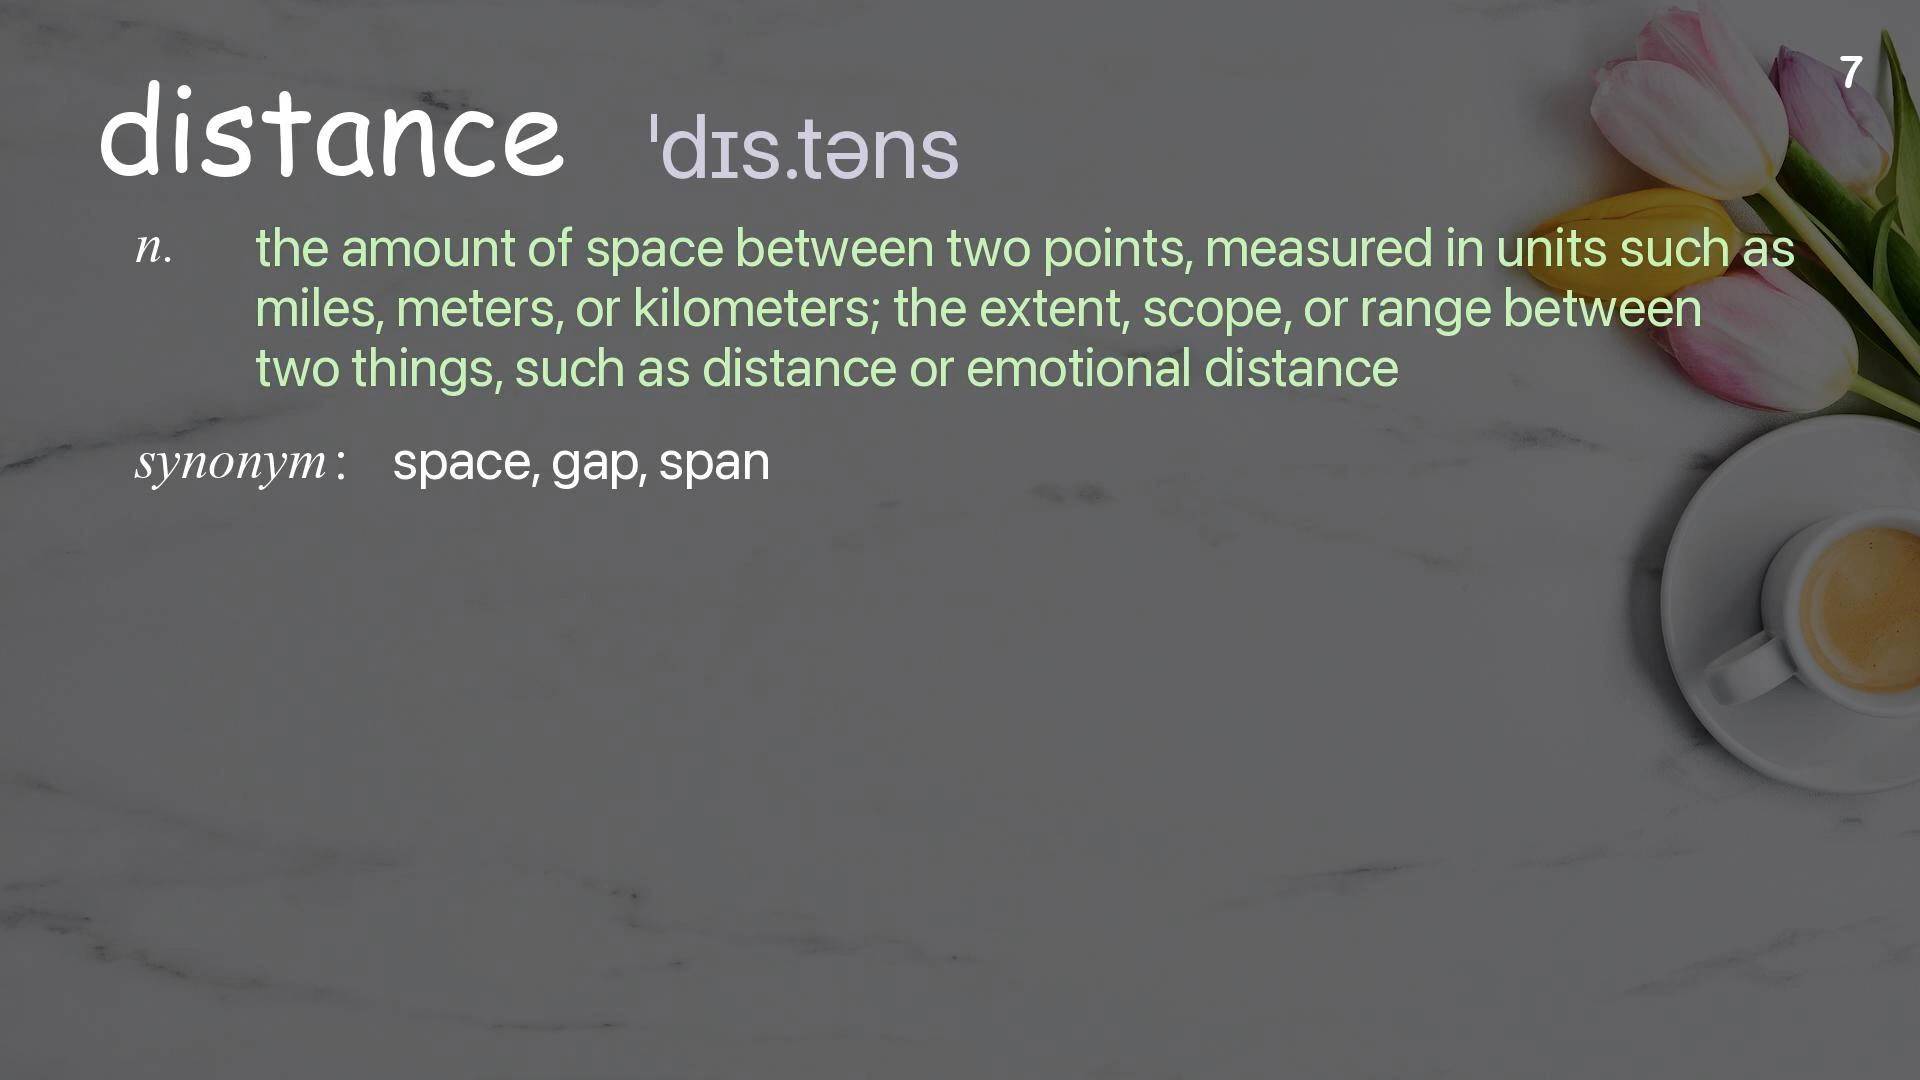 7
distance ˈdɪs.təns
n. the amount of space between two points, measured in units such as
miles, meters, or kilometers; the extent, scope, or range between
two things, such as distance or emotional distance
synonym: space, gap, span